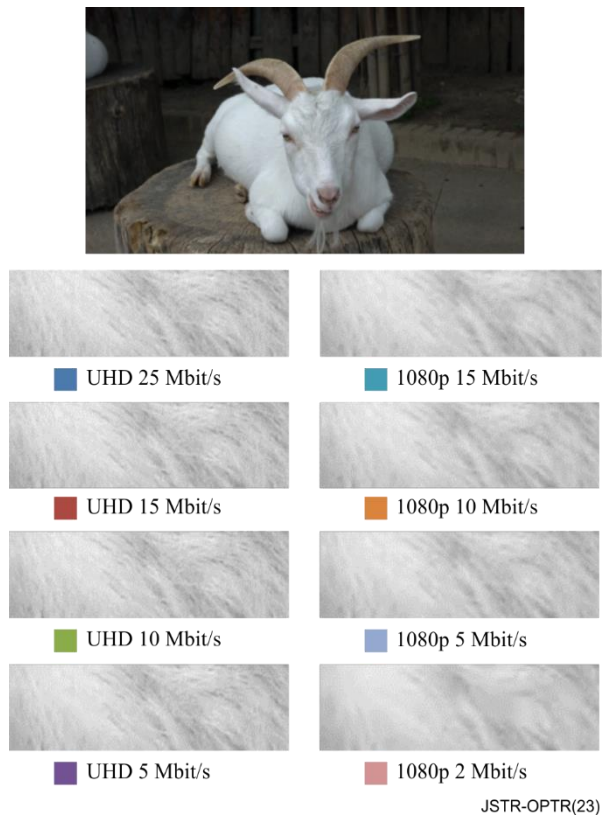 UHD 25 Mbit/s
1080p 15 Mbit/s
UHD 15 Mbit/s
1080p 10 Mbit/s
UHD 10 Mbit/s
1080p 5 Mbit/s
UHD 5 Mbit/s
1080p 2 Mbit/s
JSTR-OPTR(23)